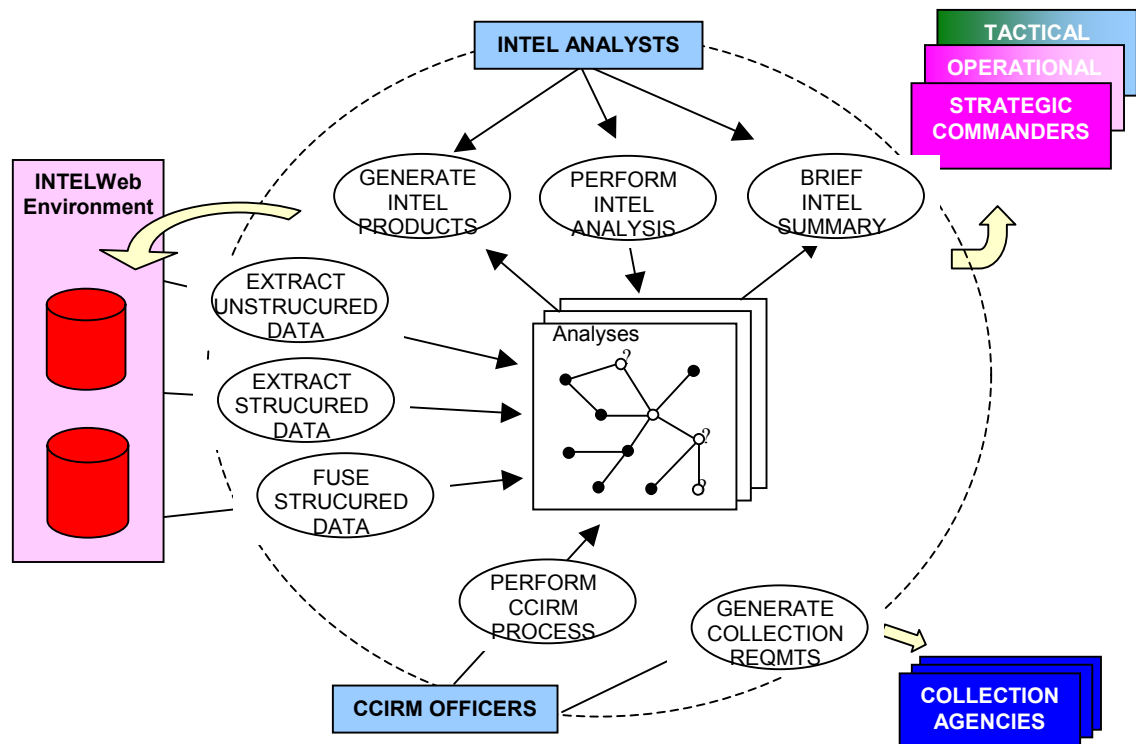 INTEL ANALYSTS
TACTICAL
OPERATIONAL
STRATEGIC
COMMANDERS
INTELWeb
Environment
GENERATE
INTEL
PRODUCTS
PERFORM
INTEL
ANALYSIS
BRIEF
INTEL
SUMMARY
EXTRACT
UNSTRUCURED
DATA
EXTRACT
STRUCURED
DATA
FUSE
STRUCURED
DATA
Analyses
?
?
?
PERFORM
CCIRM
PROCESS
GENERATE
COLLECTION
REQMTS
CCIRM OFFICERS
COLLECTION
AGENCIES